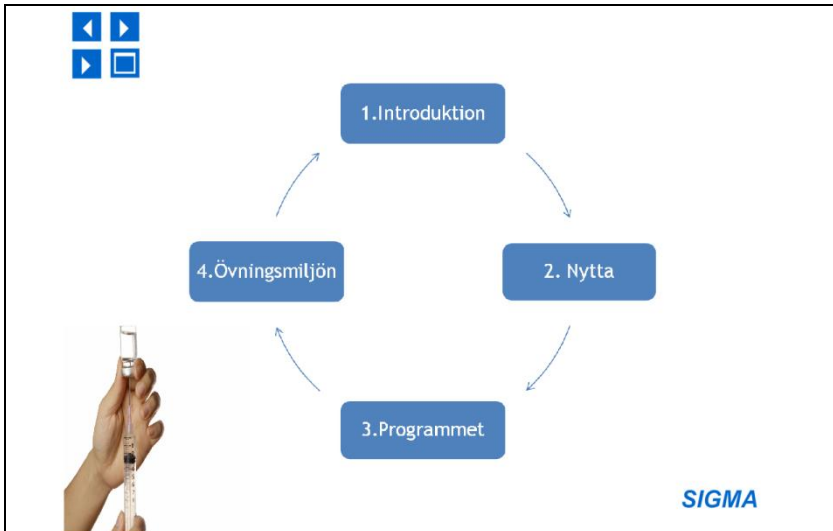 1.Introduktion
2. Nytta
3.Programmet
4.Övningsmiljön
SIGMA